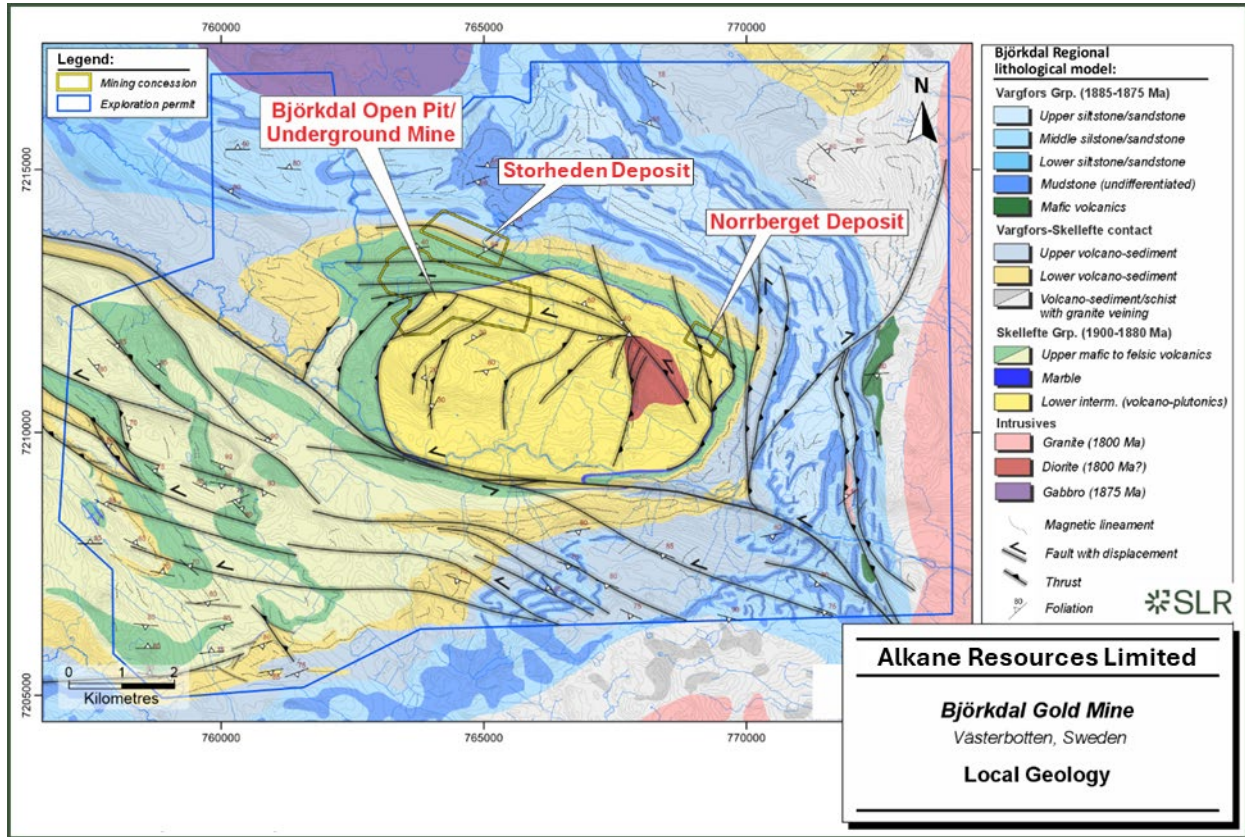 760000
765000
770000
Legend:
Mining concession
Exploration permit
Björkdal Open Pit/
Underground Mine
Storheden Deposit
Norrberget Deposit
N
7215000
7210000
7205000
0 1 2
Kilometres
760000
765000
770000
Björkdal Regional
lithological model:
Vargfors Grp. (1885-1875 Ma)
Upper siltstone/sandstone
Middle silstone/sandstone
Lower siltstone/sandstone
Mudstone (undifferentiated)
Mafic volcanics
Vargfors-Skellefte contact
Upper volcano-sediment
Lower volcano-sediment
Volcano-sediment/schist
with granite veining
Skellefte Grp. (1900-1880 Ma)
Upper mafic to felsic volcanics
Marble
Lower interm. (volcano-plutonics)
Intrusives
Granite (1800 Ma)
Diorite (1800 Ma?)
Gabbro (1875 Ma)
Magnetic lineament
Fault with displacement
Thrust
80
Foliation
SLR
Alkane Resources Limited
Björkdal Gold Mine
Västerbotten, Sweden
Local Geology